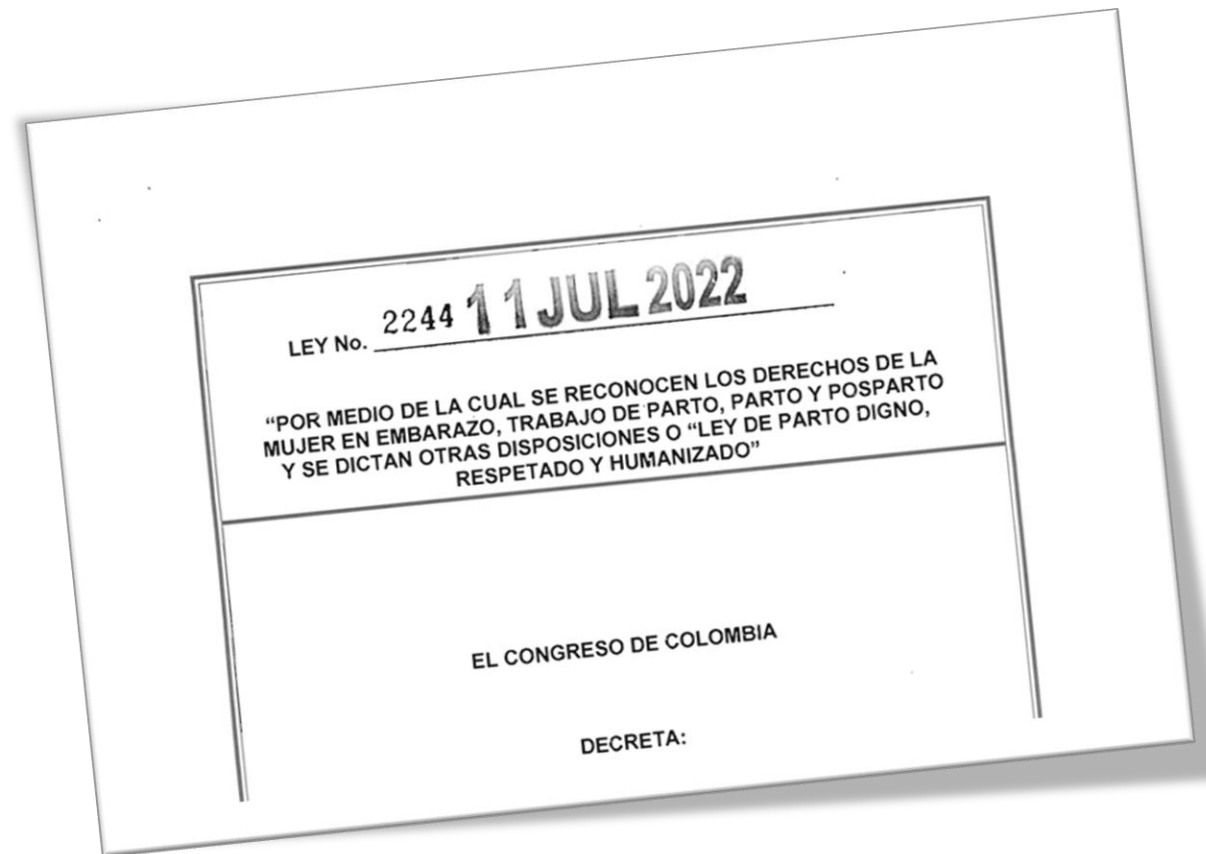 LEY No. 2244 11 JUL 2022
“POR MEDIO DE LA CUAL SE RECONOCEN LOS DERECHOS DE LA
MUJER EN EMBARAZO, TRABAJO DE PARTO, PARTO Y POSPARTO
Y SE DICTAN OTRAS DISPOSICIONES O “LEY DE PARTO DIGNO,
RESPETADO Y HUMANIZADO”
EL CONGRESO DE COLOMBIA
DECRETA: